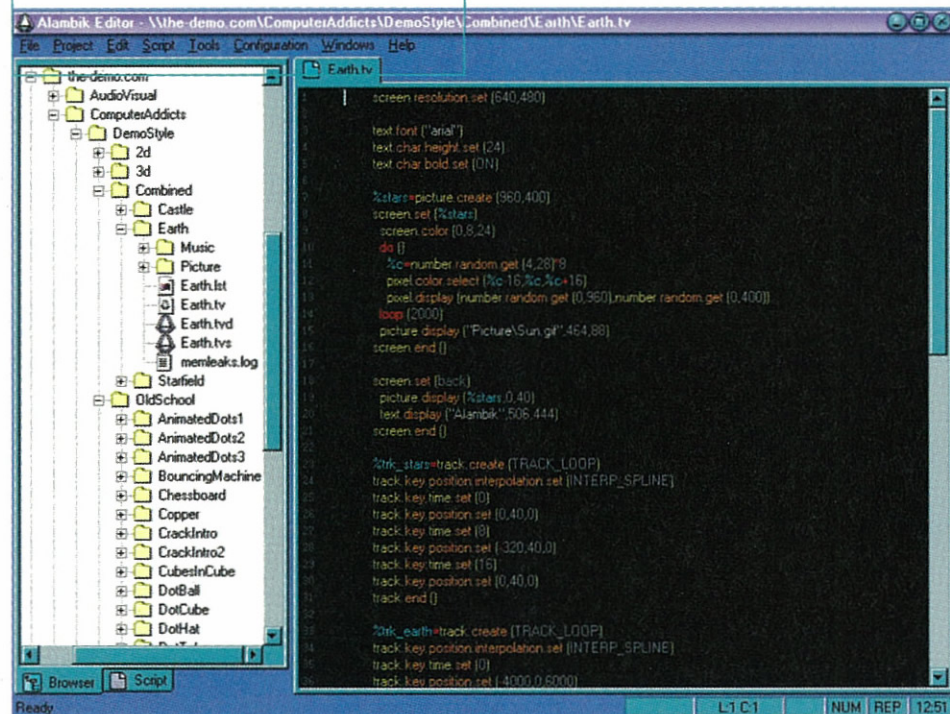 Alambik Editor - \\the-demo.com\ComputerAddicts\DemoStyle\Combined\Earth\Earth.tv
File Project Edit Script Tools Configuration Windows Help
the-demo.com
AudioVisual
ComputerAddicts
DemoStyle
2d
3d
Combined
Castle
Earth
Music
Picture
Earth.lst
Earth.tv
Earth.tvd
Earth.tvs
memleaks.log
Starfield
OldSchool
AnimatedDots1
AnimatedDots2
AnimatedDots3
BouncingMachine
Chessboard
Copper
CrackIntro
CrackIntro2
CubesInCube
DotBall
DotCube
DotHat
Browser Script
Earth.tv
screen.resolution.set (640,480)
text.font ("arial")
text.char.height.set (24)
text.char.bold.set (ON)
%stars=picture.create (960,400)
screen.set (%stars)
screen.color (0,8,24)
do ()
%c=number.random.get (4,28)*8
pixel.color.select (%c-16,%c,%c+16)
pixel.display (number.random.get (0,960),number.random.get (0,400))
loop (2000)
picture.display ("Picture\Sun.gif",464,88)
screen.end ()
screen.set (back)
picture.display (%stars,0,40)
text.display ("Alambik",506,444)
screen.end ()
%trk_stars=track.create (TRACK_LOOP)
track.key.position.interpolation.set (INTERP_SPLINE)
track.key.time.set (0)
track.key.position.set (0,40,0)
track.key.time.set (8)
track.key.position.set (-320,40,0)
track.key.time.set (16)
track.key.position.set (0,40,0)
track.end ()
%trk_earth=track.create (TRACK_LOOP)
track.key.position.interpolation.set (INTERP_SPLINE)
track.key.time.set (0)
track.key.position.set (-4000,0,6000)
Ready L:1 C:1 NUM REP 12:51